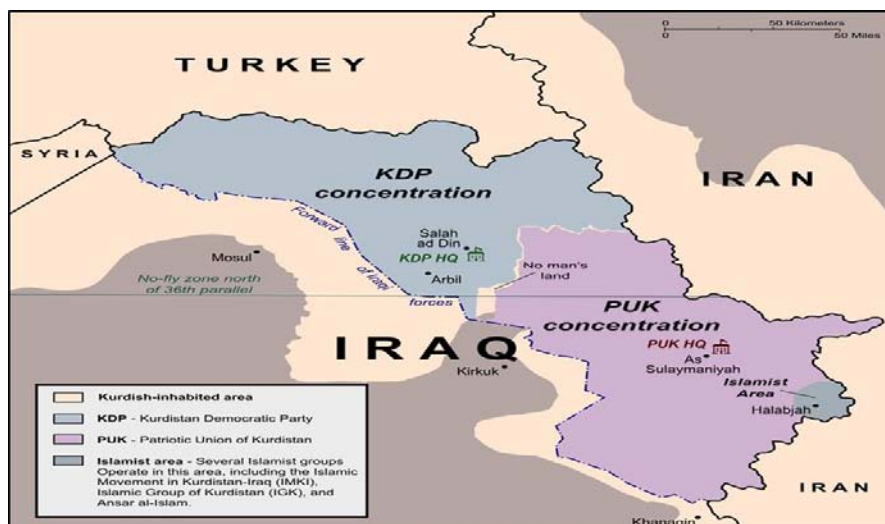 0 50 Kilometers
0 50 Miles
TURKEY
SYRIA
IRAN
KDP
concentration
Salah
ad Din
KDP HQ
Arbil
Mosul
Forward line
of Iraqi
forces
No-fly zone north
of 36th parallel
No man's
land
PUK
concentration
PUK HQ
As
Sulaymaniyah
IRAQ
Kirkuk
Islamist
Area
Halabjah
IRAN
Khanaqin
Kurdish-inhabited area
KDP - Kurdistan Democratic Party
PUK - Patriotic Union of Kurdistan
Islamist area - Several Islamist groups
Operate in this area, including the Islamic
Movement in Kurdistan-Iraq (IMKI),
Islamic Group of Kurdistan (IGK), and
Ansar al-Islam.